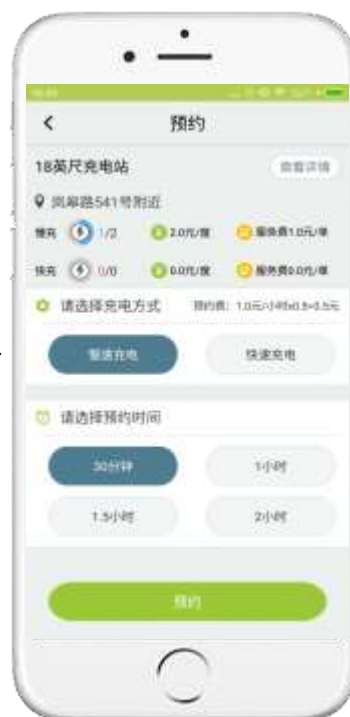 预约
18英尺充电站 查看详情
岚皋路541号附近
慢充 1/2 2.0元/度 服务费1.0元/单
快充 0/0 0.0元/度 服务费0.0元/单
请选择充电方式 预约费：1.0元/小时x0.5=0.5元
慢速充电 快速充电
请选择预约时间
30分钟 1小时
1.5小时 2小时
预约